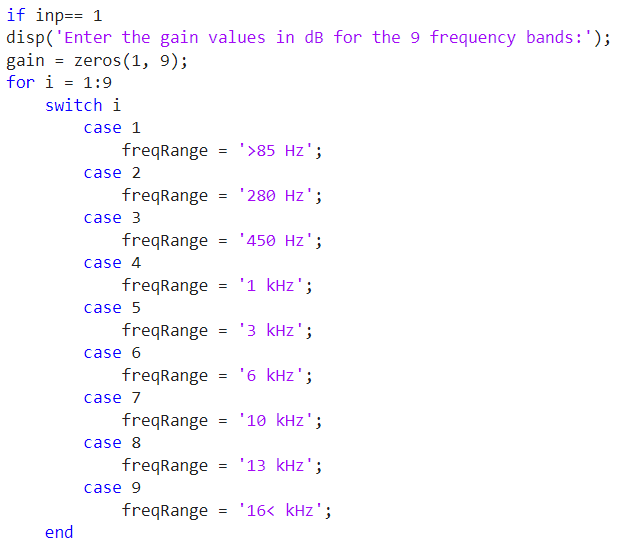 if inp== 1
disp('Enter the gain values in dB for the 9 frequency bands:');
gain = zeros(1, 9);
for i = 1:9
    switch i
        case 1
            freqRange = '>85 Hz';
        case 2
            freqRange = '280 Hz';
        case 3
            freqRange = '450 Hz';
        case 4
            freqRange = '1 kHz';
        case 5
            freqRange = '3 kHz';
        case 6
            freqRange = '6 kHz';
        case 7
            freqRange = '10 kHz';
        case 8
            freqRange = '13 kHz';
        case 9
            freqRange = '16< kHz';
    end